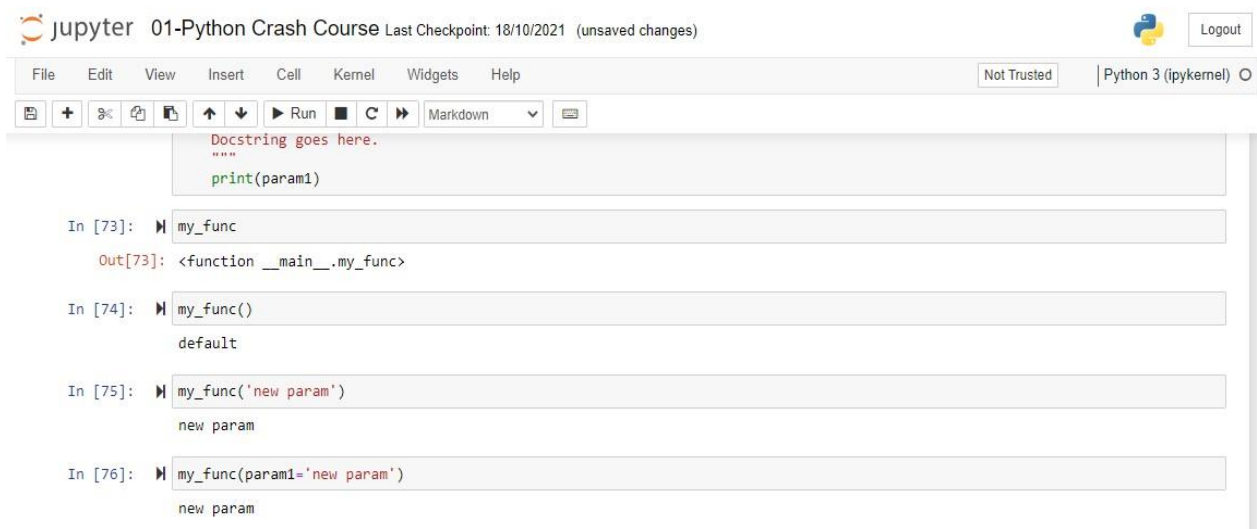 jupyter 01-Python Crash Course Last Checkpoint: 18/10/2021 (unsaved changes)
Logout
File Edit View Insert Cell Kernel Widgets Help
Not Trusted
Python 3 (ipykernel)
Run
Markdown
Docstring goes here.
"""
print(param1)
In [73]: my_func
Out[73]: <function __main__.my_func>
In [74]: my_func()
default
In [75]: my_func('new param')
new param
In [76]: my_func(param1='new param')
new param